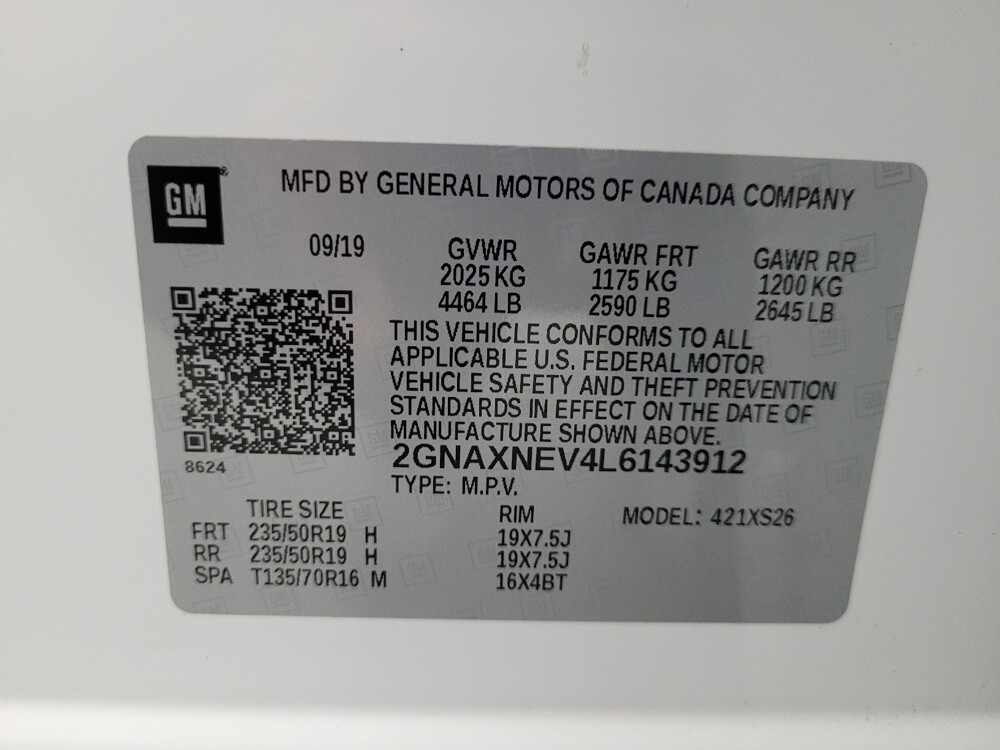 GM
MFD BY GENERAL MOTORS OF CANADA COMPANY
09/19
GVWR GAWR FRT GAWR RR
2025 KG 1175 KG 1200 KG
4464 LB 2590 LB 2645 LB
THIS VEHICLE CONFORMS TO ALL
APPLICABLE U.S. FEDERAL MOTOR
VEHICLE SAFETY AND THEFT PREVENTION
STANDARDS IN EFFECT ON THE DATE OF
MANUFACTURE SHOWN ABOVE.
8624
2GNAXNEV4L6143912
TYPE: M.P.V.
TIRE SIZE RIM MODEL: 421XS26
FRT 235/50R19 H 19X7.5J
RR 235/50R19 H 19X7.5J
SPA T135/70R16 M 16X4BT